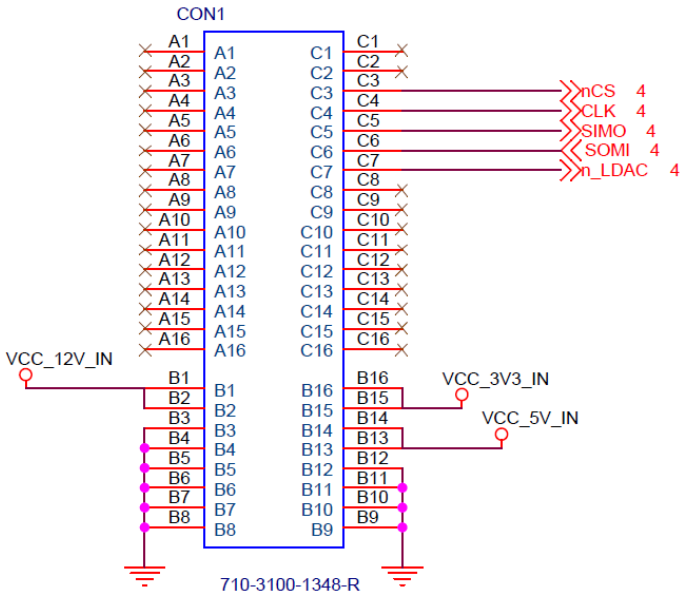 CON1
A1 A1 C1 C1
A2 A2 C2 C2
A3 A3 C3 C3 nCS 4
A4 A4 C4 C4 CLK 4
A5 A5 C5 C5 SIMO 4
A6 A6 C6 C6 SOMI 4
A7 A7 C7 C7 n_LDAC 4
A8 A8 C8 C8
A9 A9 C9 C9
A10 A10 C10 C10
A11 A11 C11 C11
A12 A12 C12 C12
A13 A13 C13 C13
A14 A14 C14 C14
A15 A15 C15 C15
A16 A16 C16 C16
VCC_12V_IN
B1 B1 B16 B16 VCC_3V3_IN
B2 B2 B15 B15
B3 B3 B14 B14 VCC_5V_IN
B4 B4 B13 B13
B5 B5 B12 B12
B6 B6 B11 B11
B7 B7 B10 B10
B8 B8 B9 B9
710-3100-1348-R